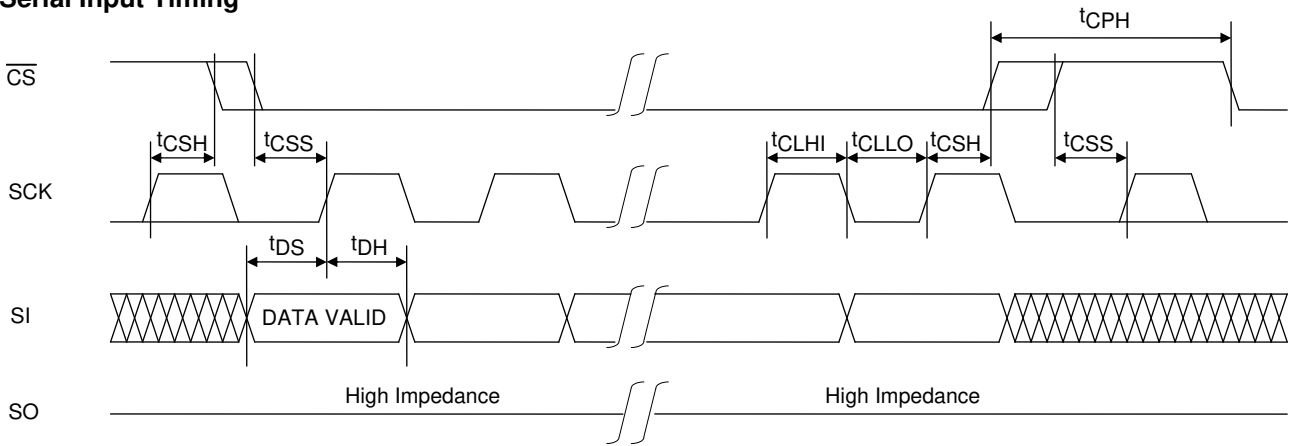 Serial Input Timing
tCPH
CS
tCSH
tCSS
tCLHI
tCLLO
tCSH
tCSS
SCK
tDS
tDH
SI
DATA VALID
High Impedance
High Impedance
SO